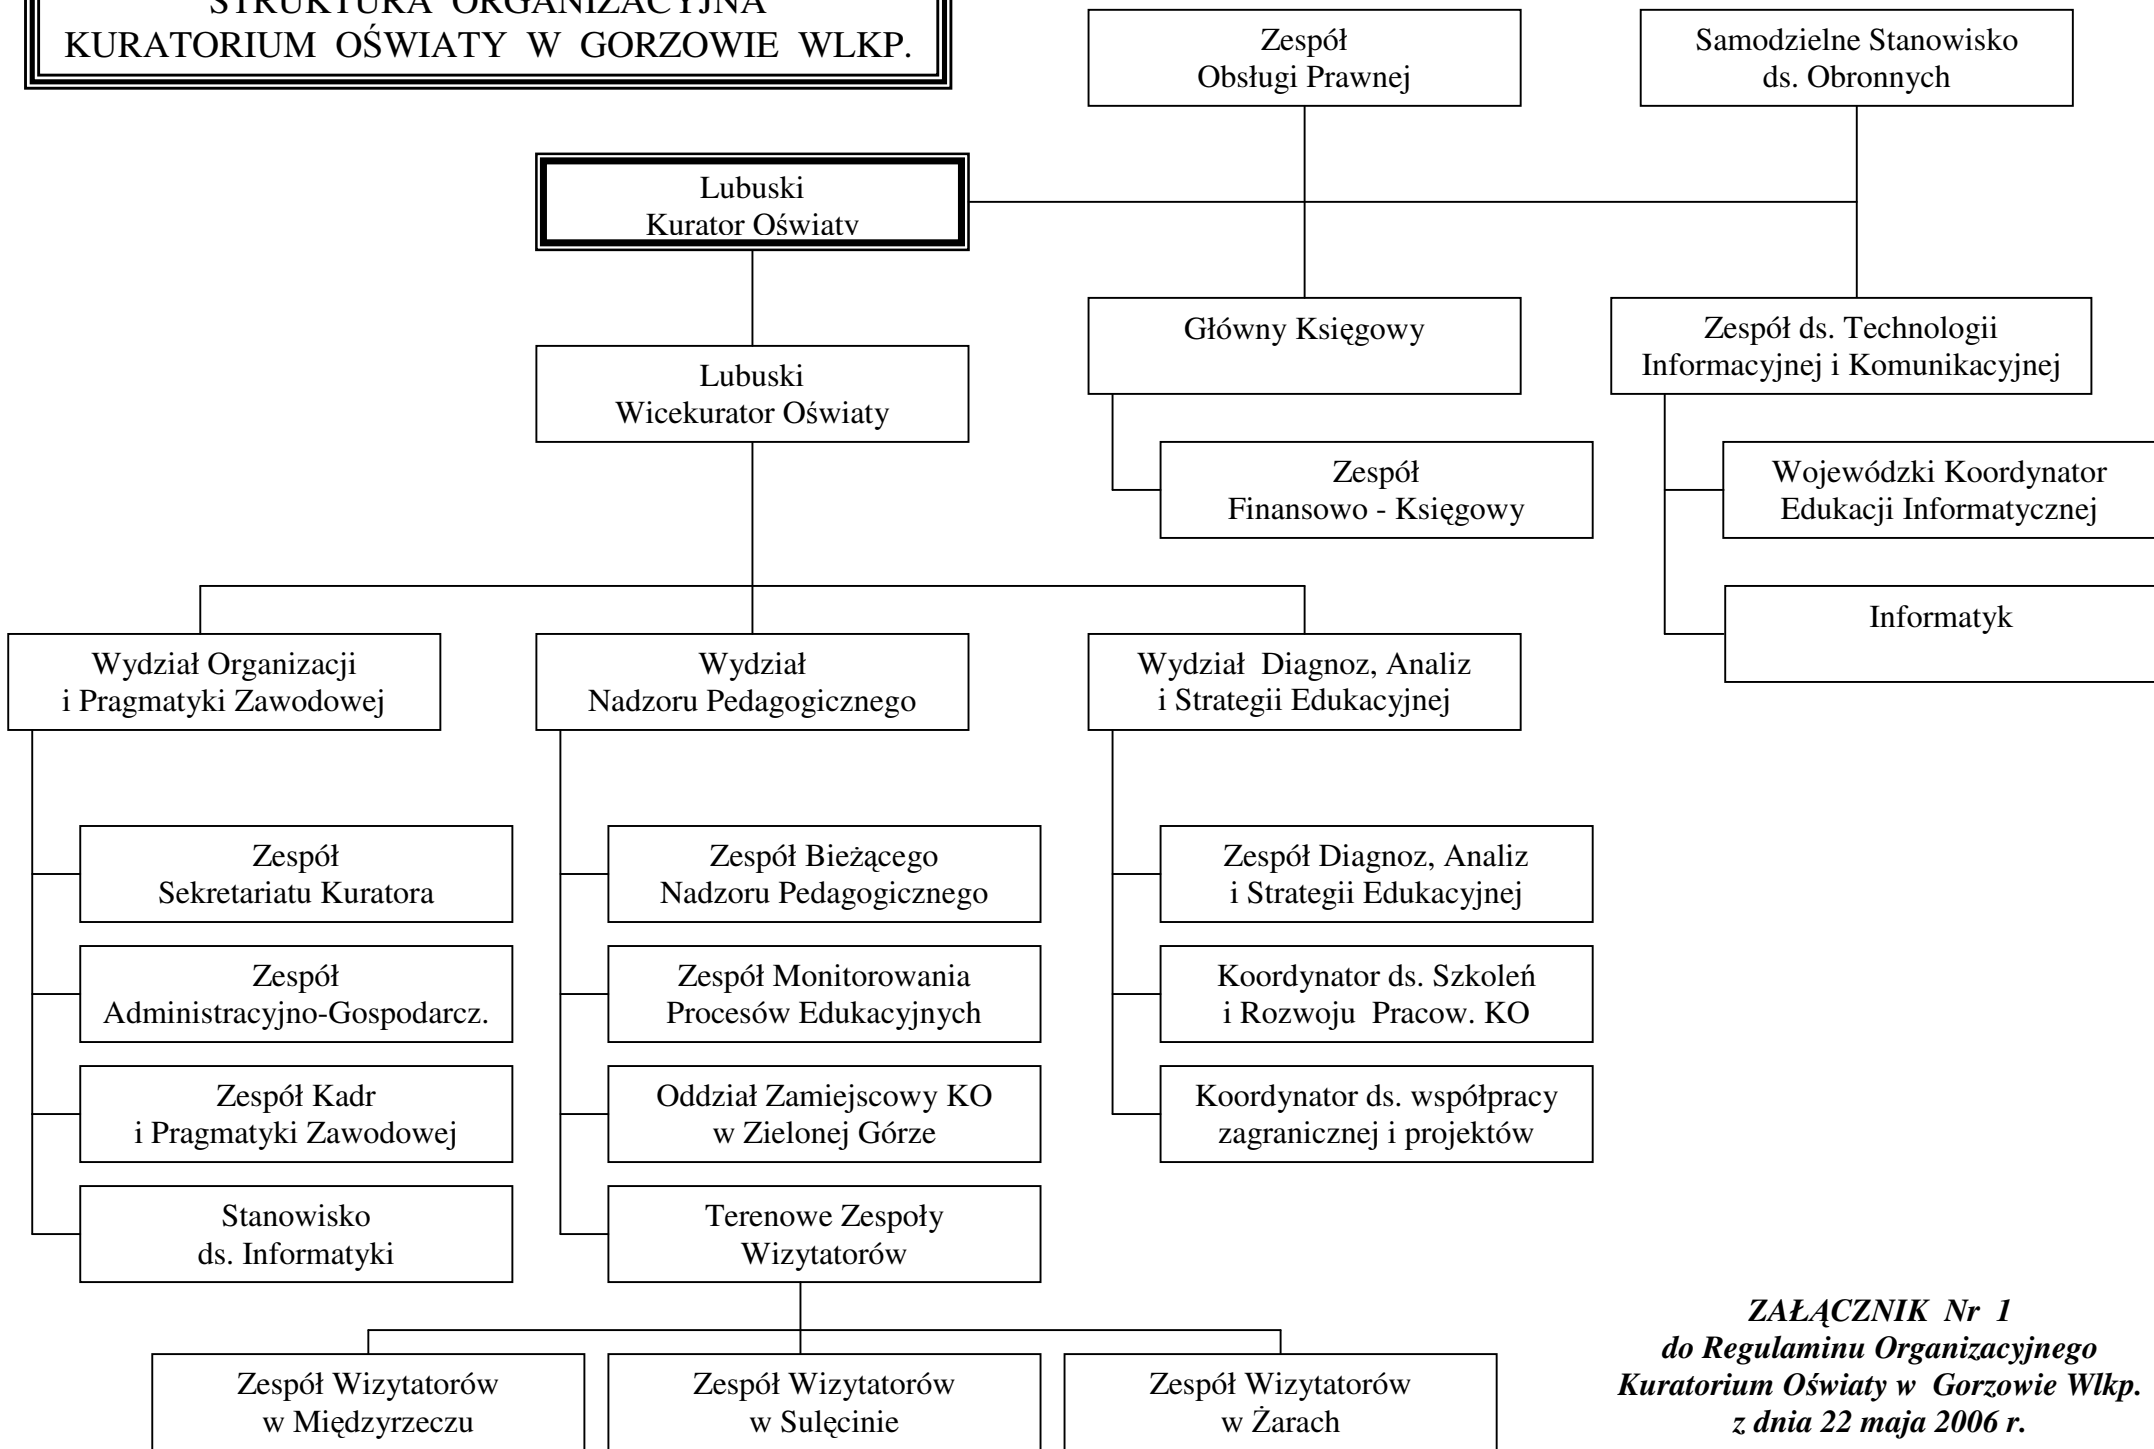 STRUKTURA ORGANIZACYJNA
KURATORIUM OŚWIATY W GORZOWIE WLKP.
Zespół
Obsługi Prawnej
Samodzielne Stanowisko
ds. Obronnych
Lubuski
Kurator Oświaty
Główny Księgowy
Zespół ds. Technologii
Informacyjnej i Komunikacyjnej
Lubuski
Wicekurator Oświaty
Zespół
Finansowo - Księgowy
Wojewódzki Koordynator
Edukacji Informatycznej
Informatyk
Wydział Organizacji
i Pragmatyki Zawodowej
Wydział
Nadzoru Pedagogicznego
Wydział Diagnoz, Analiz
i Strategii Edukacyjnej
Zespół
Sekretariatu Kuratora
Zespół Bieżącego
Nadzoru Pedagogicznego
Zespół Diagnoz, Analiz
i Strategii Edukacyjnej
Zespół
Administracyjno-Gospodarcz.
Zespół Monitorowania
Procesów Edukacyjnych
Koordynator ds. Szkoleń
i Rozwoju Pracow. KO
Zespół Kadr
i Pragmatyki Zawodowej
Oddział Zamiejscowy KO
w Zielonej Górze
Koordynator ds. współpracy
zagranicznej i projektów
Stanowisko
ds. Informatyki
Terenowe Zespoły
Wizytatorów
Zespół Wizytatorów
w Międzyrzeczu
Zespół Wizytatorów
w Sulęcinie
Zespół Wizytatorów
w Żarach
ZAŁĄCZNIK Nr 1
do Regulaminu Organizacyjnego
Kuratorium Oświaty w Gorzowie Wlkp.
z dnia 22 maja 2006 r.